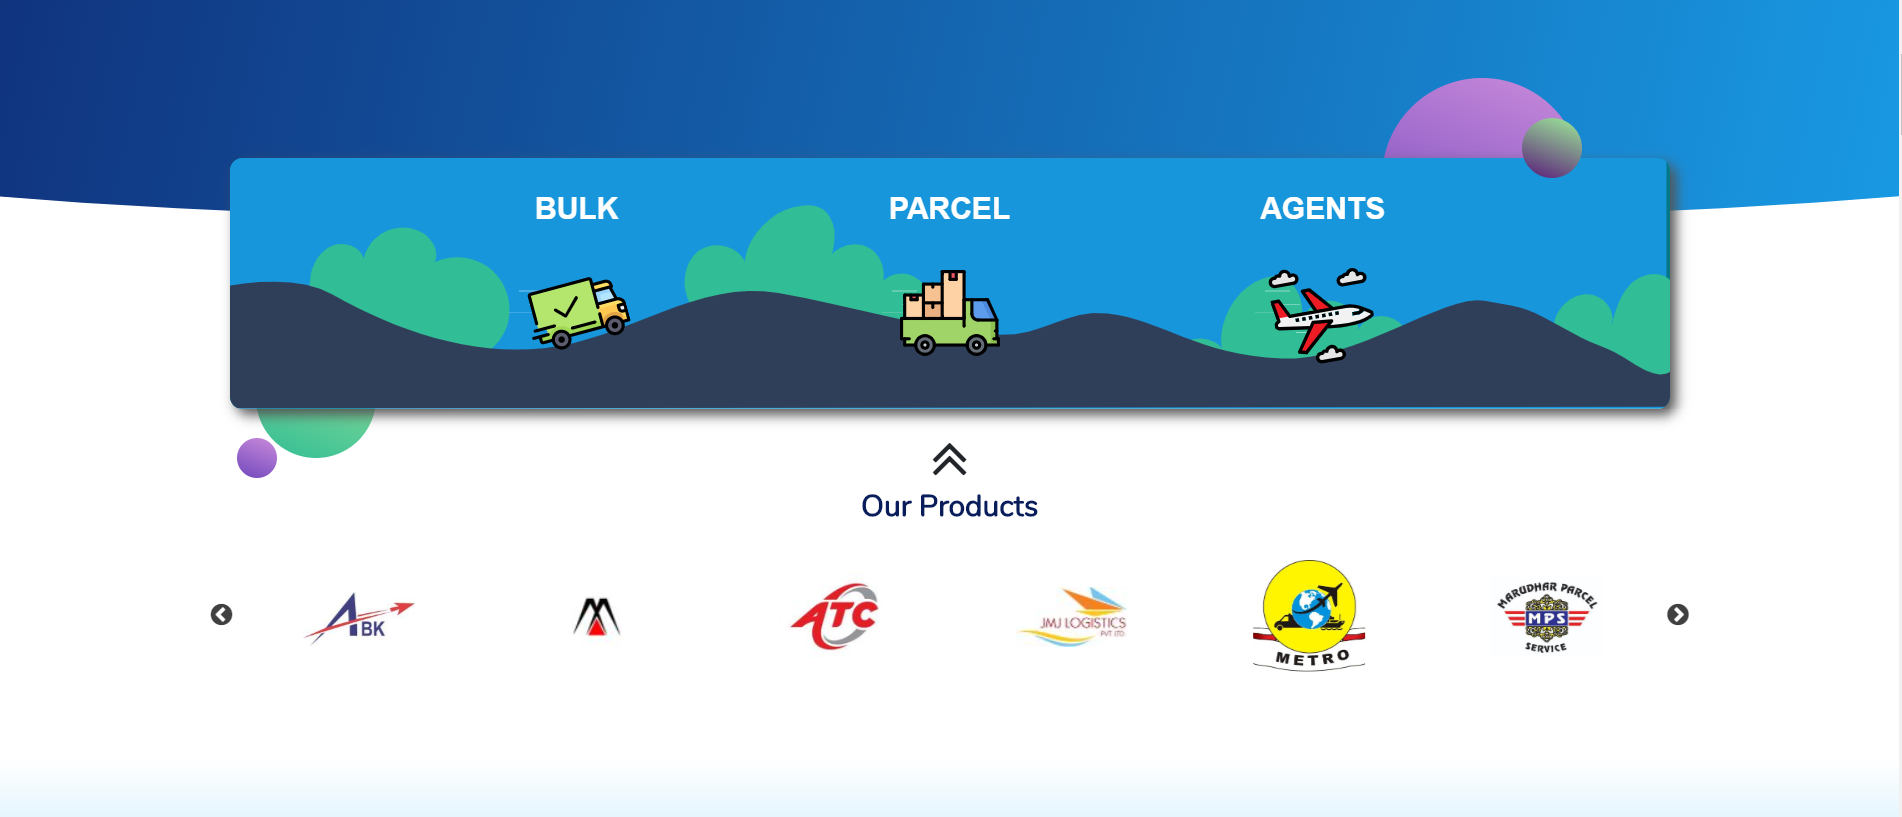 BULK
PARCEL
AGENTS
Our Products
ABK
ATC
JMJ LOGISTICS
PVT. LTD.
METRO
MARUDHAR PARCEL
MPS
SERVICE